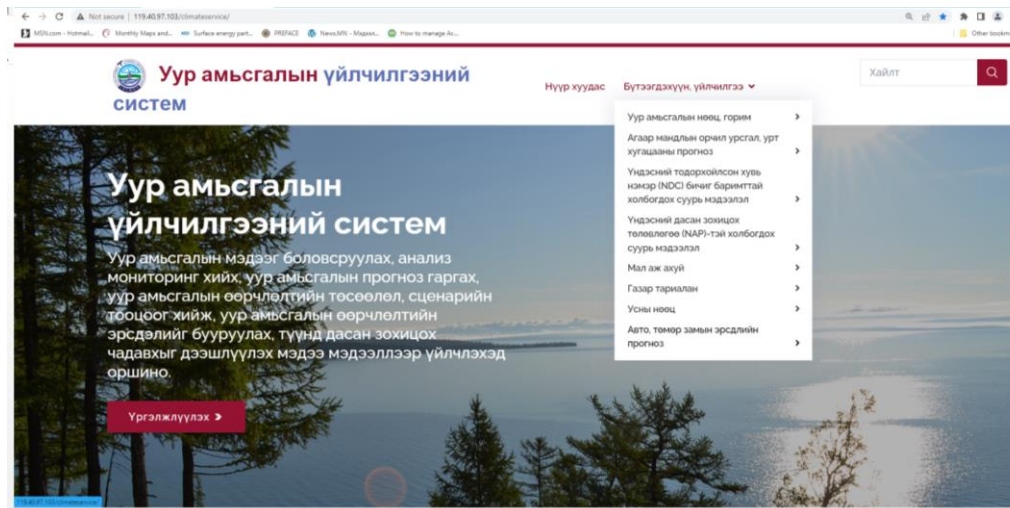 Not secure | 119.40.97.103/climateservice/
MSN.com - Hotmail... Monthly Maps and... Surface energy part... PREFACE News.MN - Мэдээл... How to manage As...
Уур амьсгалын үйлчилгээний
систем
Нүүр хуудас Бүтээгдэхүүн, үйлчилгээ
Хайлт
Уур амьсгалын нөөц, горим
Агаар мандлын орчил урсгал, урт
хугацааны прогноз
Үндэсний тодорхойлсон хувь
нэмэр (NDC) бичиг баримттай
холбогдох суурь мэдээлэл
Үндэсний дасан зохицох
төлөвлөгөө (NAP)-тэй холбогдох
суурь мэдээлэл
Мал аж ахуй
Газар тариалан
Усны нөөц
Авто, төмөр замын эрсдлийн
прогноз
Уур амьсгалын
үйлчилгээний систем
Уур амьсгалын мэдээг боловсруулах, анализ
мониторинг хийх, уур амьсгалын прогноз гаргах,
уур амьсгалын өөрчлөлтийн төсөөлөл, сценарийн
тооцоог хийж, уур амьсгалын өөрчлөлтийн
эрсдэлийг бууруулах, түүнд дасан зохицох
чадавхыг дээшлүүлэх мэдээ мэдээллээр үйлчлэхэд
оршино.
Үргэлжлүүлэх
119.40.97.103/climateservice/